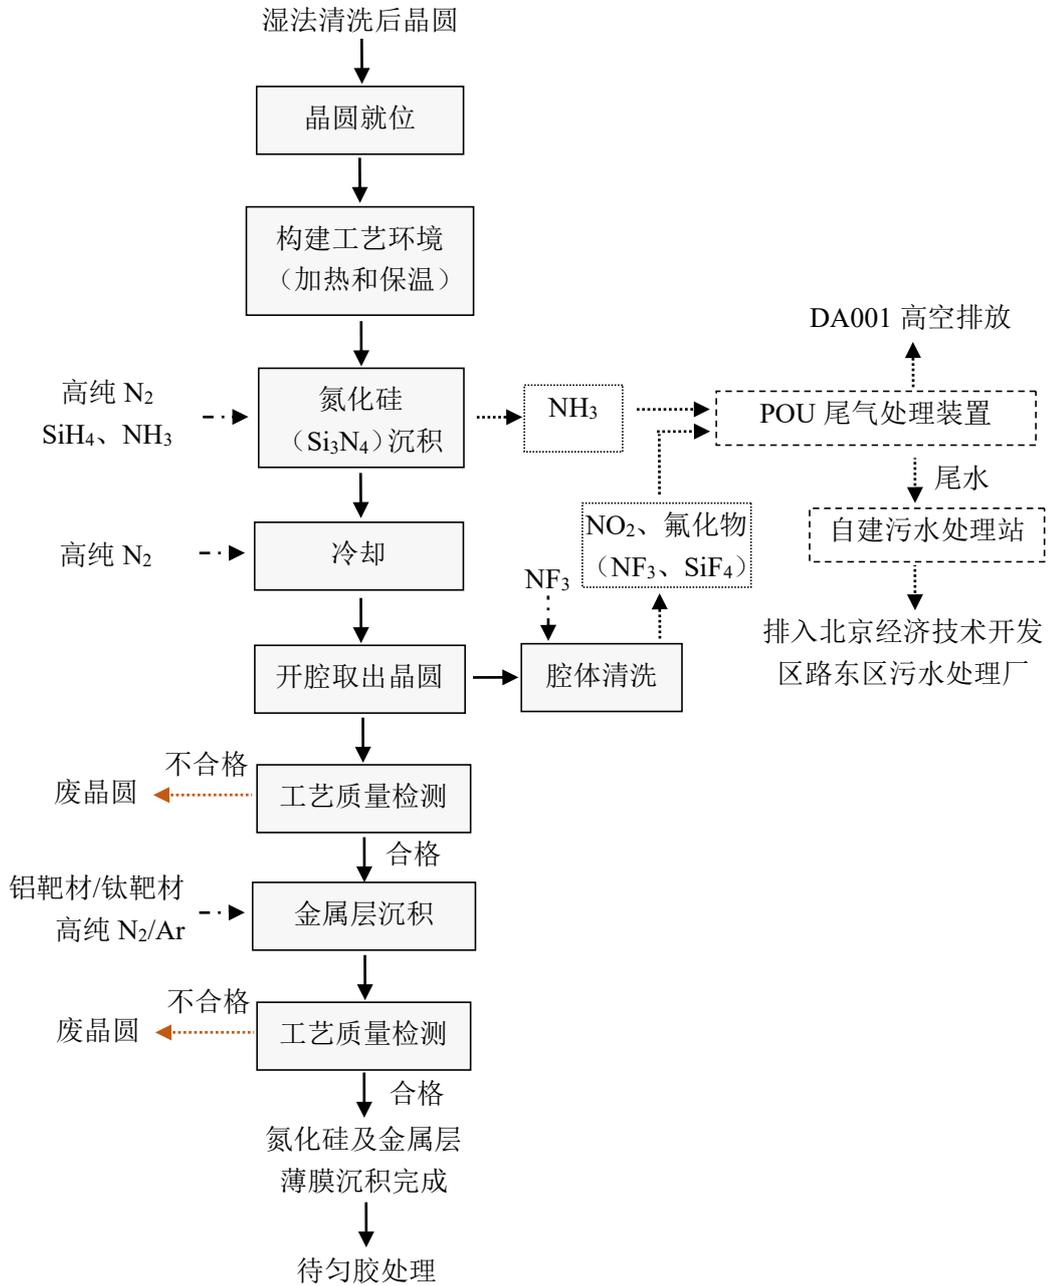 湿法清洗后晶圆
晶圆就位
构建工艺环境
（加热和保温）
高纯 N₂
SiH₄、NH₃
氮化硅
（Si₃N₄）沉积
NH₃
DA001 高空排放
POU 尾气处理装置
尾水
自建污水处理站
排入北京经济技术开发
区路东区污水处理厂
高纯 N₂
冷却
NO₂、氟化物
（NF₃、SiF₄）
NF₃
开腔取出晶圆
腔体清洗
不合格
废晶圆
工艺质量检测
合格
铝靶材/钛靶材
高纯 N₂/Ar
金属层沉积
不合格
废晶圆
工艺质量检测
合格
氮化硅及金属层
薄膜沉积完成
待匀胶处理